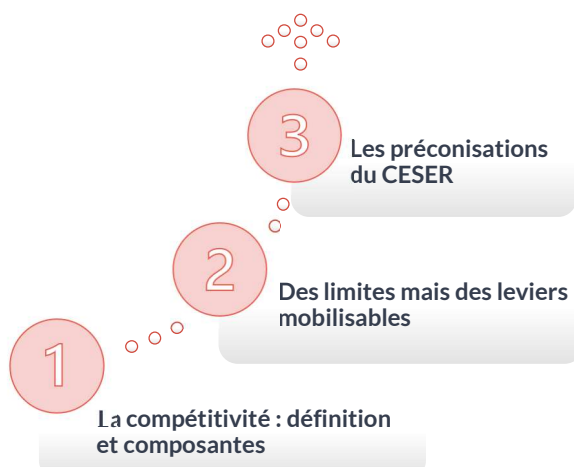 3
Les préconisations
du CESER
2
Des limites mais des leviers
mobilisables
1
La compétitivité : définition
et composantes